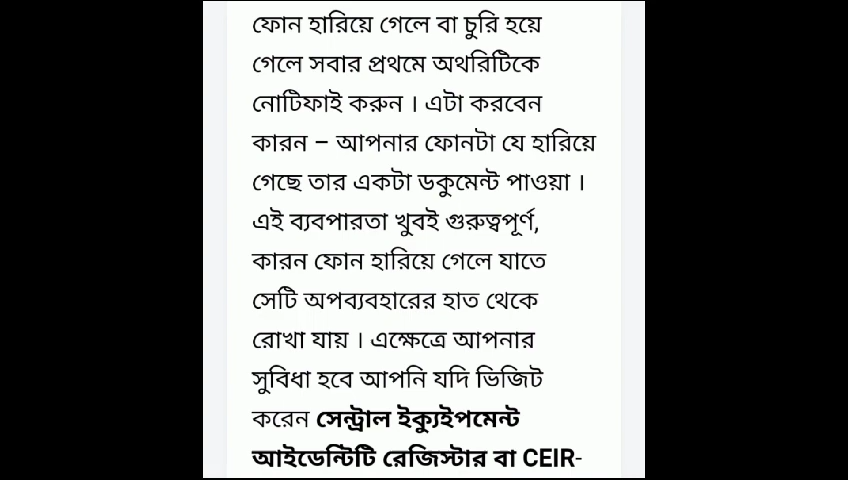 ফোন হারিয়ে গেলে বা চুরি হয়ে
গেলে সবার প্রথমে অথরিটিকে
নোটিফাই করুন । এটা করবেন
কারন – আপনার ফোনটা যে হারিয়ে
গেছে তার একটা ডকুমেন্ট পাওয়া ।
এই ব্যবপারতা খুবই গুরুত্বপূর্ণ,
কারন ফোন হারিয়ে গেলে যাতে
সেটি অপব্যবহারের হাত থেকে
রোখা যায় । এক্ষেত্রে আপনার
সুবিধা হবে আপনি যদি ভিজিট
করেন সেন্ট্রাল ইক্যুইপমেন্ট
আইডেন্টিটি রেজিস্টার বা CEIR-